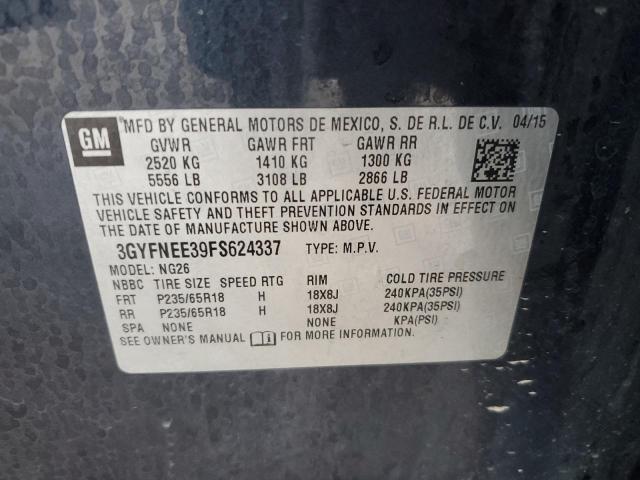 GM
MFD BY GENERAL MOTORS DE MEXICO, S. DE R.L. DE C.V. 04/15
GVWR GAWR FRT GAWR RR
2520 KG 1410 KG 1300 KG
5556 LB 3108 LB 2866 LB
THIS VEHICLE CONFORMS TO ALL APPLICABLE U.S. FEDERAL MOTOR
VEHICLE SAFETY AND THEFT PREVENTION STANDARDS IN EFFECT ON
THE DATE OF MANUFACTURE SHOWN ABOVE.
3GYFNEE39FS624337 TYPE: M.P.V.
MODEL: NG26
NBBC TIRE SIZE SPEED RTG RIM COLD TIRE PRESSURE
FRT P235/65R18 H 18X8J 240KPA(35PSI)
RR P235/65R18 H 18X8J 240KPA(35PSI)
SPA NONE NONE KPA(PSI)
SEE OWNER'S MANUAL FOR MORE INFORMATION